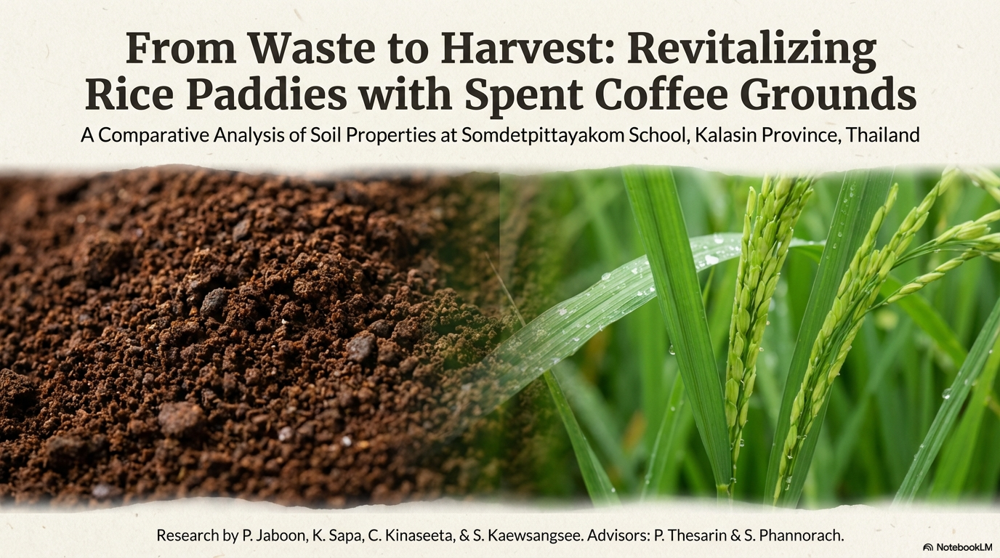 From Waste to Harvest: Revitalizing
Rice Paddies with Spent Coffee Grounds
A Comparative Analysis of Soil Properties at Somdetpittayakom School, Kalasin Province, Thailand
Research by P. Jaboon, K. Sapa, C. Kinaseeta, & S. Kaewsangsee. Advisors: P. Thesarin & S. Phannorach.
NotebookLM